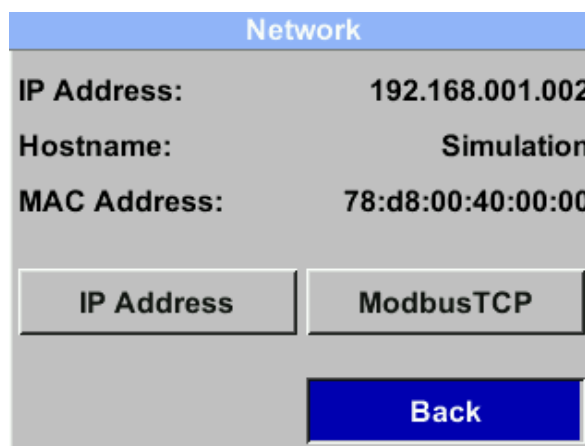 Network
IP Address: 192.168.001.002
Hostname: Simulation
MAC Address: 78:d8:00:40:00:00
IP Address ModbusTCP
Back